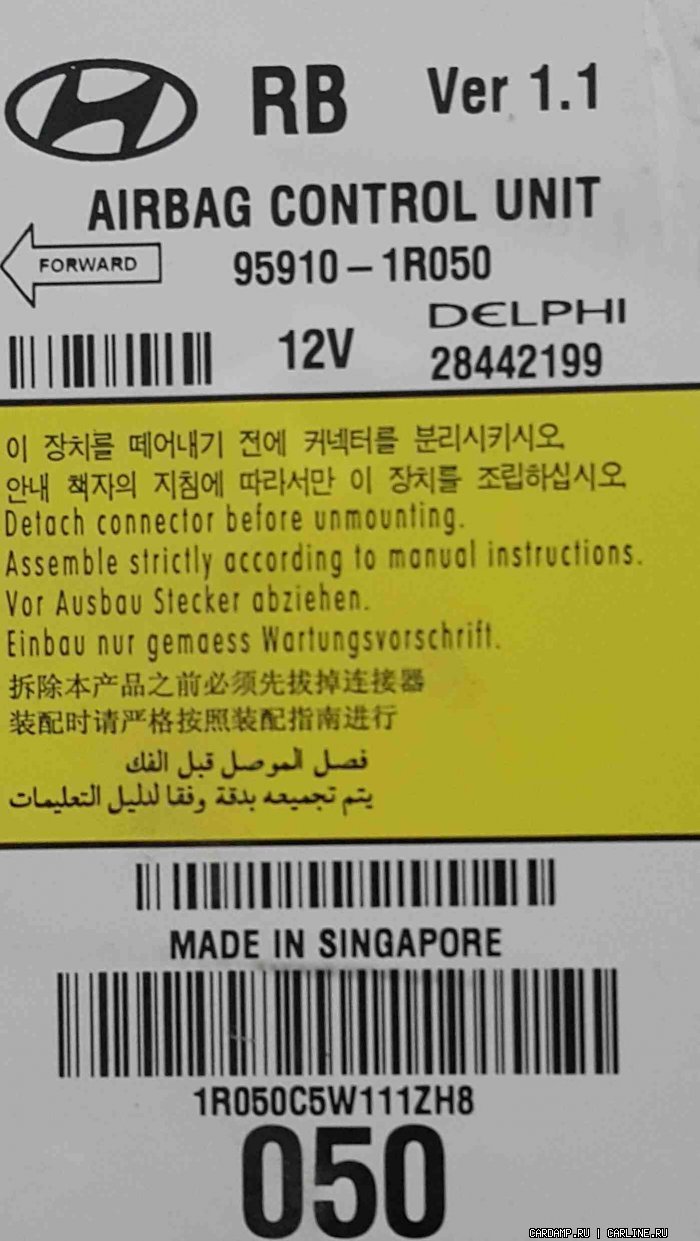 RB Ver 1.1
AIRBAG CONTROL UNIT
FORWARD
95910-1R050
DELPHI
12V
28442199
이 장치를 떼어내기 전에 커넥터를 분리시키시오
안내 책자의 지침에 따라서만 이 장치를 조립하십시오
Detach connector before unmounting.
Assemble strictly according to manual instructions.
Vor Ausbau Stecker abziehen.
Einbau nur gemaess Wartungsvorschrift.
拆除本产品之前必须先拔掉连接器
装配时请严格按照装配指南进行
فصل الموصل قبل الفك
يتم تجميعه بدقة وفقا لدليل التعليمات
MADE IN SINGAPORE
1R050C5W111ZH8
050
CARDAMP.RU | CARLINE.RU